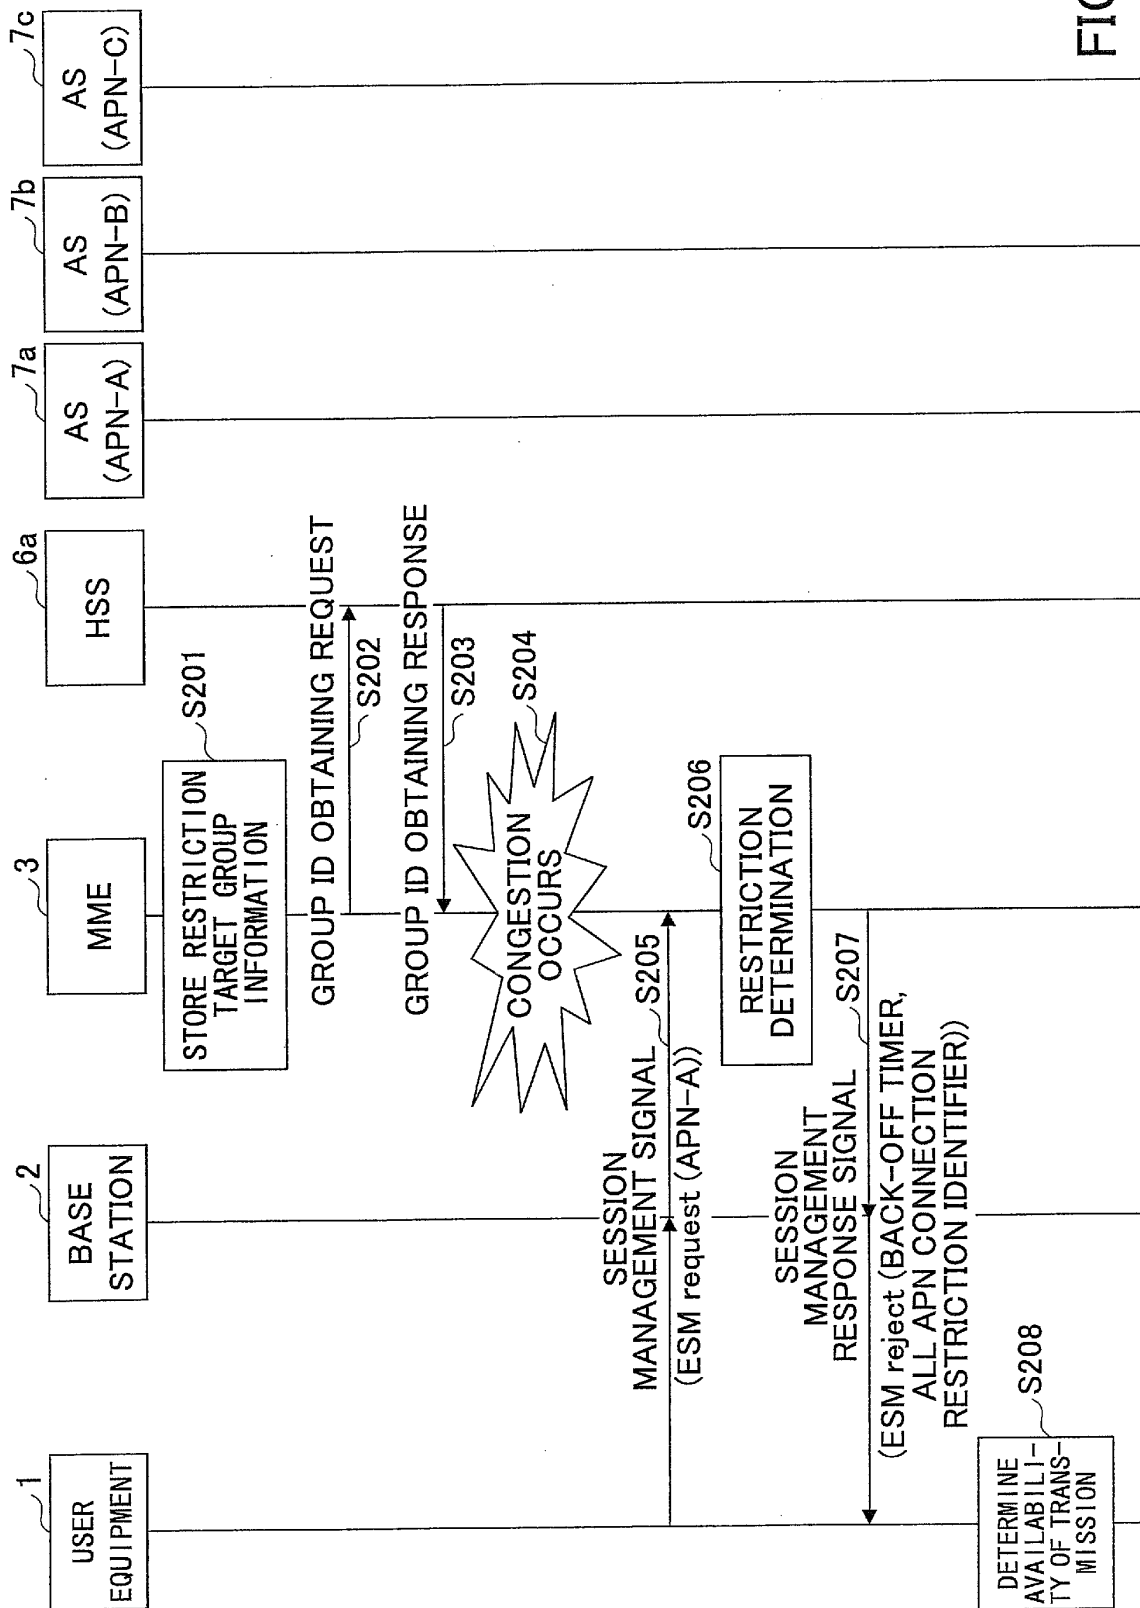 1
USER
EQUIPMENT
2
BASE
STATION
3
MME
6a
HSS
7a
AS
(APN-A)
7b
AS
(APN-B)
7c
AS
(APN-C)
STORE RESTRICTION
TARGET GROUP
INFORMATION
S201
GROUP ID OBTAINING REQUEST
S202
GROUP ID OBTAINING RESPONSE
S203
CONGESTION
OCCURS
S204
SESSION
MANAGEMENT SIGNAL
(ESM request (APN-A))
S205
RESTRICTION
DETERMINATION
S206
SESSION
MANAGEMENT
RESPONSE SIGNAL
(ESM reject (BACK-OFF TIMER,
ALL APN CONNECTION
RESTRICTION IDENTIFIER))
S207
DETERMINE
AVAILABILI-
TY OF TRANS-
MISSION
S208